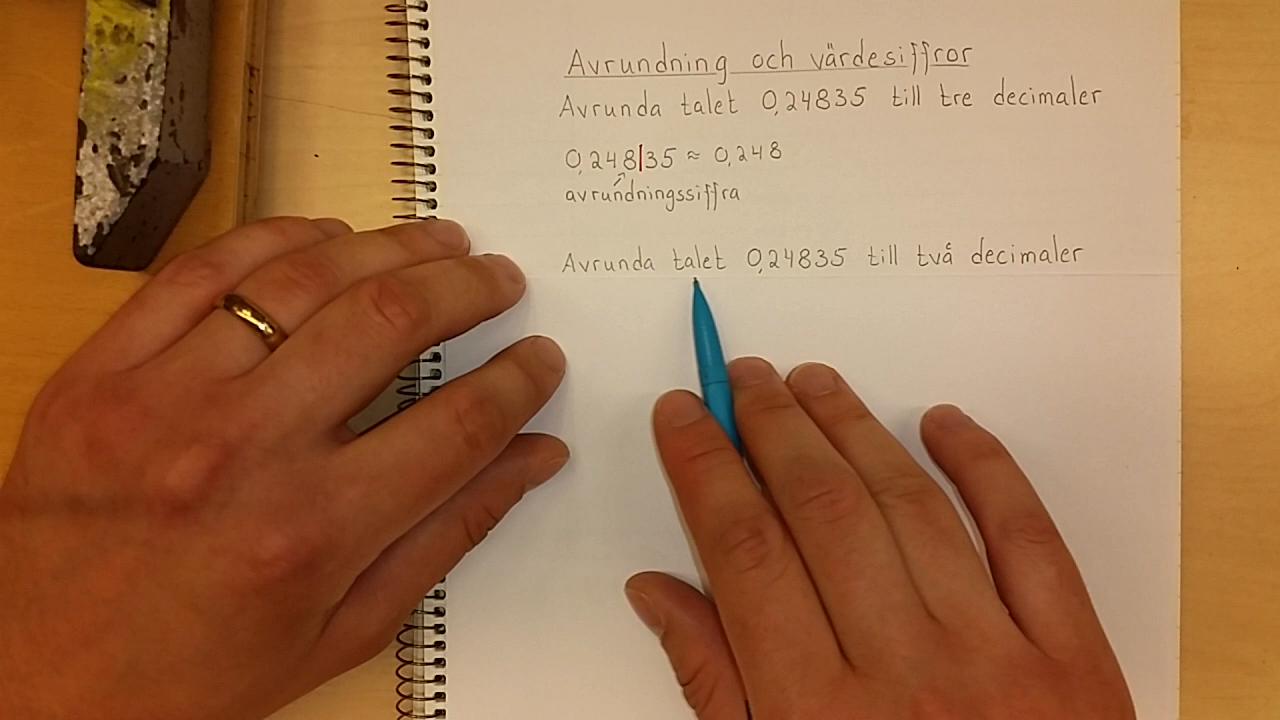 Avrundning och värdesiffror
Avrunda talet 0,24835 till tre decimaler
0,248|35 ≈ 0,248
avrundningssiffra
Avrunda talet 0,24835 till två decimaler